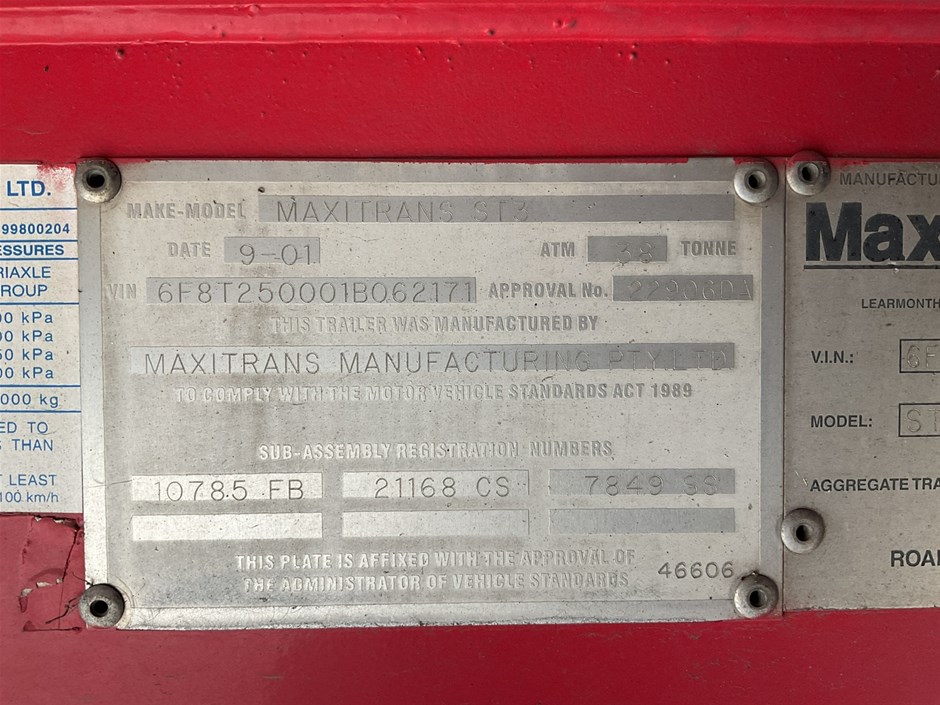 LTD.
99800204
ESSURES
RIAXLE
GROUP
00 kPa
00 kPa
50 kPa
00 kPa
000 kg
ED TO
S THAN
T LEAST
100 km/h
MAKE-MODEL MAXITRANS ST3
DATE 9-01 ATM 38 TONNE
VIN 6F8T250001B062171 APPROVAL No. 22906DA
THIS TRAILER WAS MANUFACTURED BY
MAXITRANS MANUFACTURING PTY.LTD
TO COMPLY WITH THE MOTOR VEHICLE STANDARDS ACT 1989
SUB-ASSEMBLY REGISTRATION NUMBERS
10785 FB 21168 CS 7849 SS
THIS PLATE IS AFFIXED WITH THE APPROVAL OF
THE ADMINISTRATOR OF VEHICLE STANDARDS 46606
MANUFACTU
Max
LEARMONTH
V.I.N.: 6F
MODEL: ST
AGGREGATE TRA
ROAD